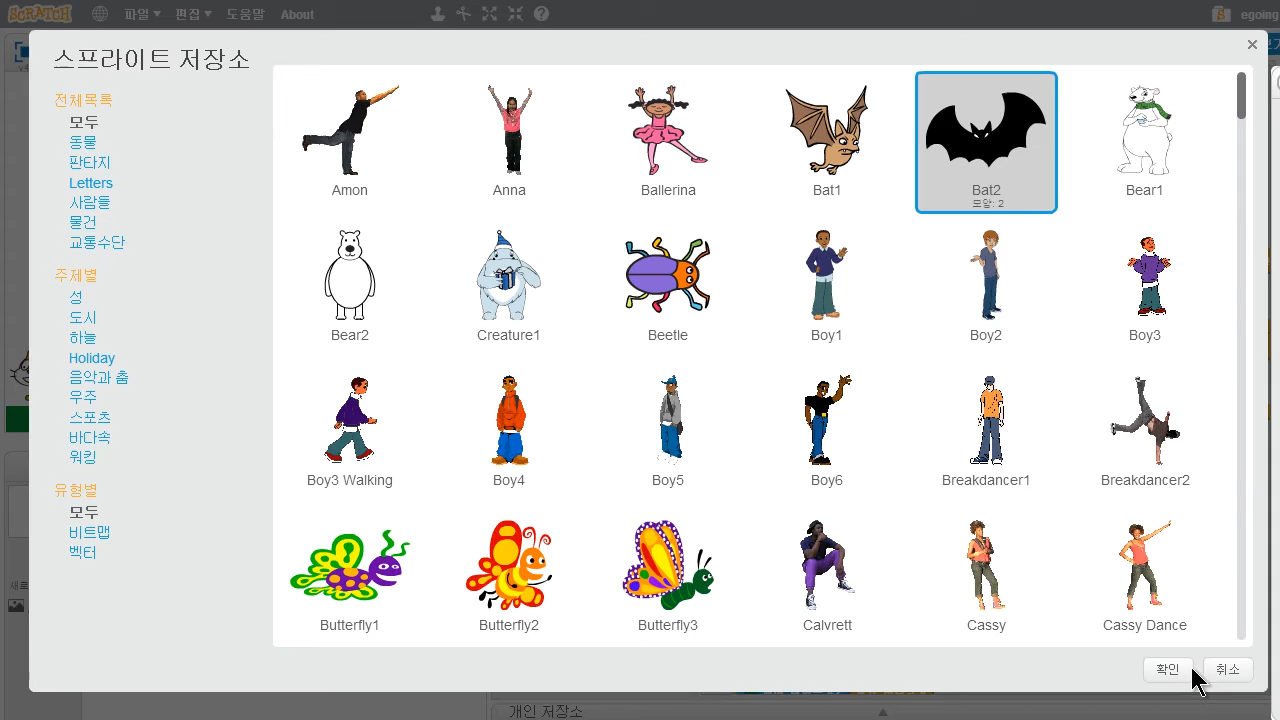 SCRATCH 파일 편집 도움말 About egoing
스프라이트 저장소
전체목록
모두
동물
판타지
Letters
사람들
물건
교통수단
주제별
성
도시
하늘
Holiday
음악과 춤
우주
스포츠
바다속
워킹
유형별
모두
비트맵
벡터
Amon Anna Ballerina Bat1 Bat2 Bear1
모양: 2
Bear2 Creature1 Beetle Boy1 Boy2 Boy3
Boy3 Walking Boy4 Boy5 Boy6 Breakdancer1 Breakdancer2
Butterfly1 Butterfly2 Butterfly3 Calvrett Cassy Cassy Dance
확인 취소
개인 저장소